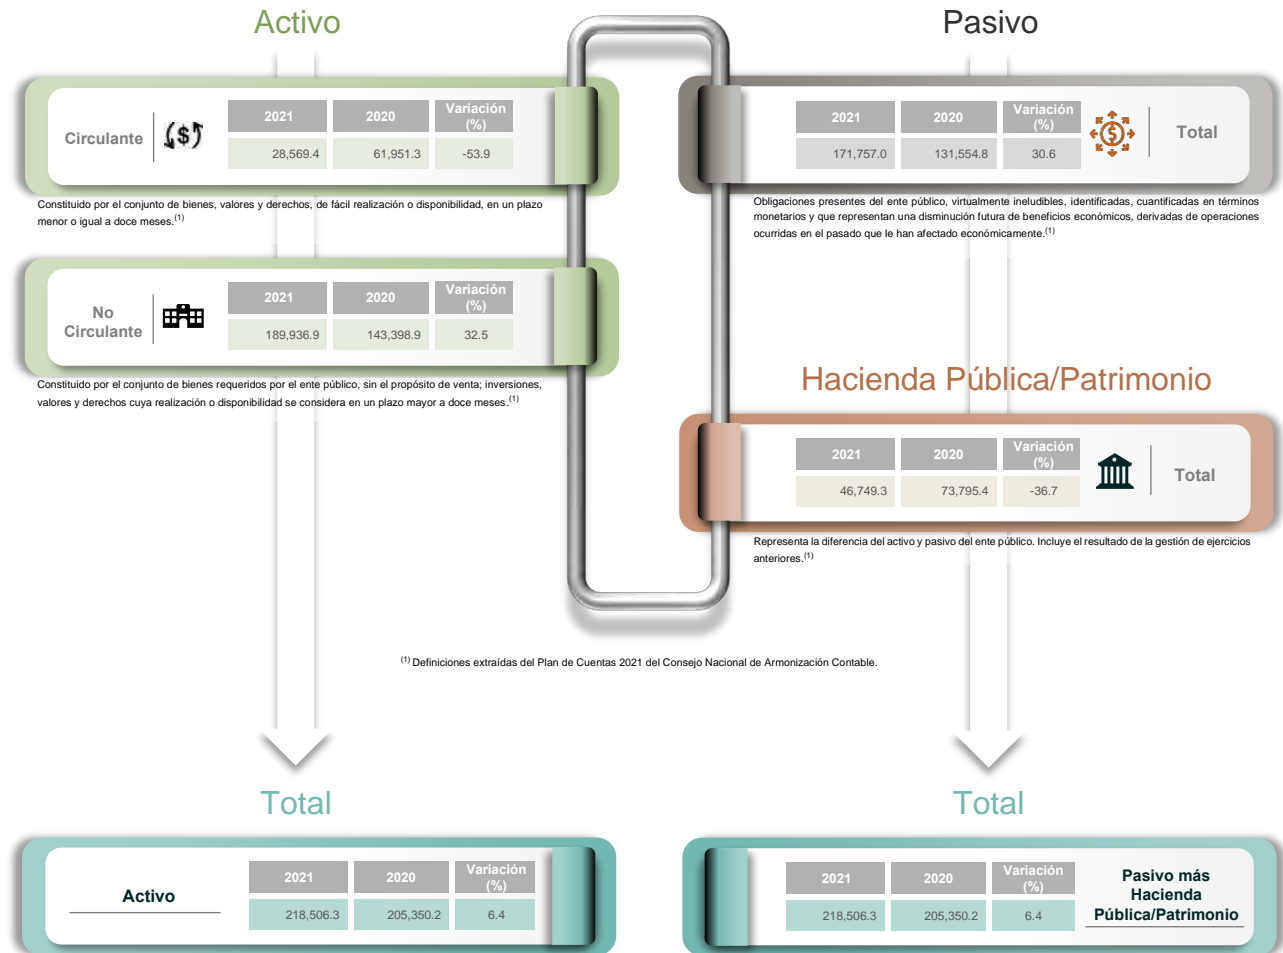 Activo
Circulante
2021 2020 Variación (%)
28,569.4 61,951.3 -53.9
Constituido por el conjunto de bienes, valores y derechos, de fácil realización o disponibilidad, en un plazo
menor o igual a doce meses.(1)
No
Circulante
2021 2020 Variación (%)
189,936.9 143,398.9 32.5
Constituido por el conjunto de bienes requeridos por el ente público, sin el propósito de venta; inversiones,
valores y derechos cuya realización o disponibilidad se considera en un plazo mayor a doce meses.(1)
Pasivo
2021 2020 Variación (%)
171,757.0 131,554.8 30.6
Total
Obligaciones presentes del ente público, virtualmente ineludibles, identificadas, cuantificadas en términos
monetarios y que representan una disminución futura de beneficios económicos, derivadas de operaciones
ocurridas en el pasado que le han afectado económicamente.(1)
Hacienda Pública/Patrimonio
2021 2020 Variación (%)
46,749.3 73,795.4 -36.7
Total
Representa la diferencia del activo y pasivo del ente público. Incluye el resultado de la gestión de ejercicios
anteriores.(1)
(1) Definiciones extraídas del Plan de Cuentas 2021 del Consejo Nacional de Armonización Contable.
Total
Activo
2021 2020 Variación (%)
218,506.3 205,350.2 6.4
Total
2021 2020 Variación (%)
218,506.3 205,350.2 6.4
Pasivo más
Hacienda
Pública/Patrimonio